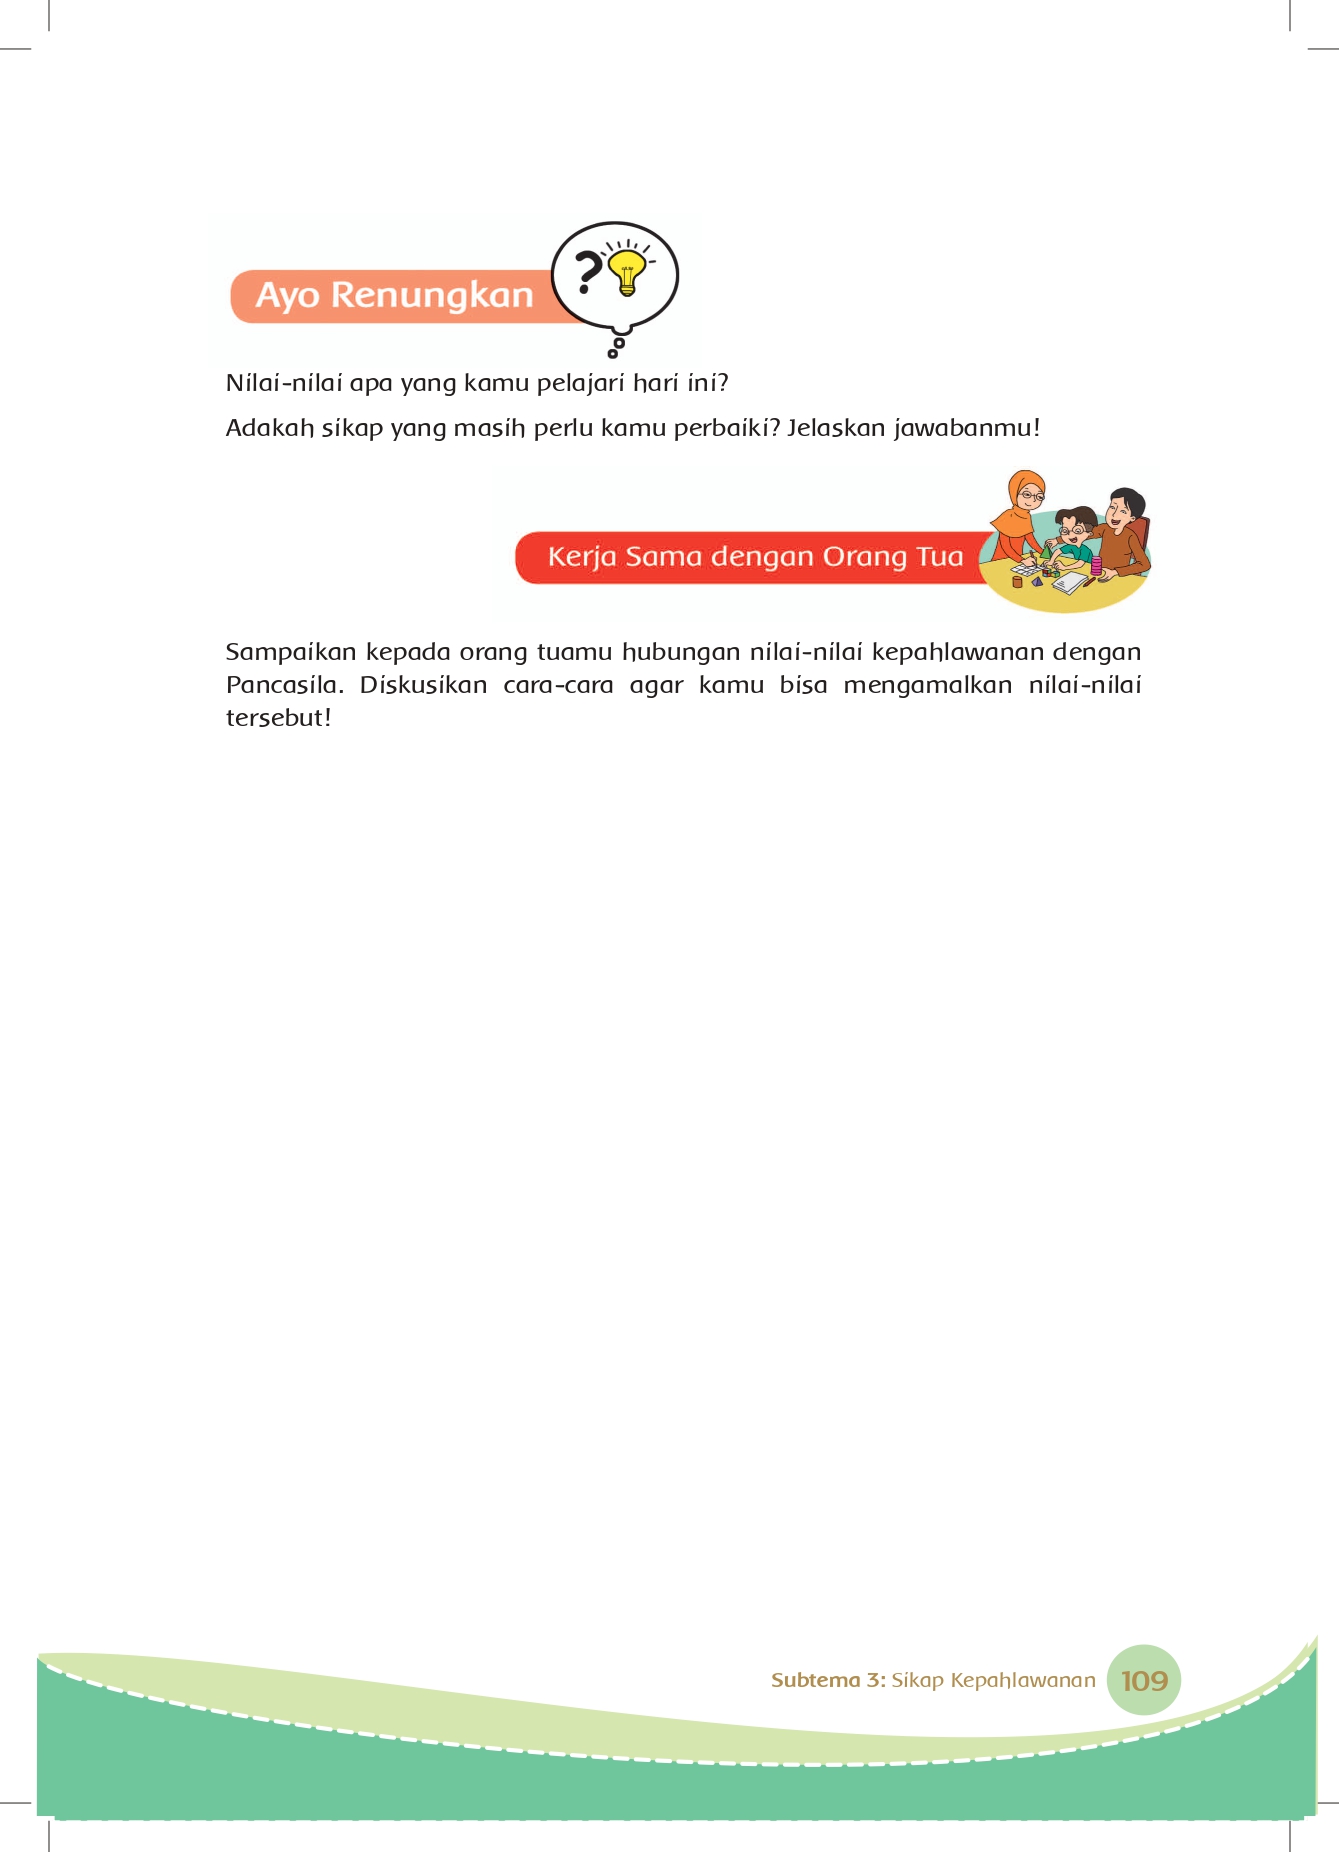 Ayo Renungkan
?
Nilai-nilai apa yang kamu pelajari hari ini?
Adakah sikap yang masih perlu kamu perbaiki? Jelaskan jawabanmu!
Kerja Sama dengan Orang Tua
Sampaikan kepada orang tuamu hubungan nilai-nilai kepahlawanan dengan
Pancasila. Diskusikan cara-cara agar kamu bisa mengamalkan nilai-nilai
tersebut!
Subtema 3: Sikap Kepahlawanan 109